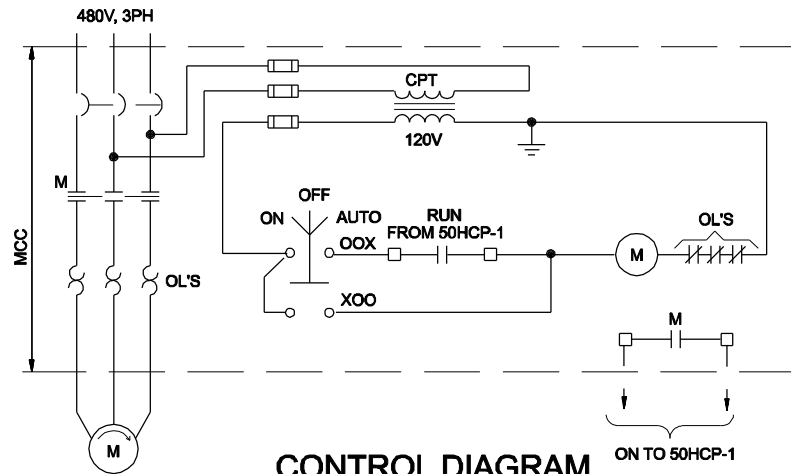 480V, 3PH
CPT
120V
M
OFF
ON
AUTO
RUN
FROM 50HCP-1
OOX
OL'S
M
MCC
OL'S
XOO
M
M
ON TO 50HCP-1
CONTROL DIAGRAM